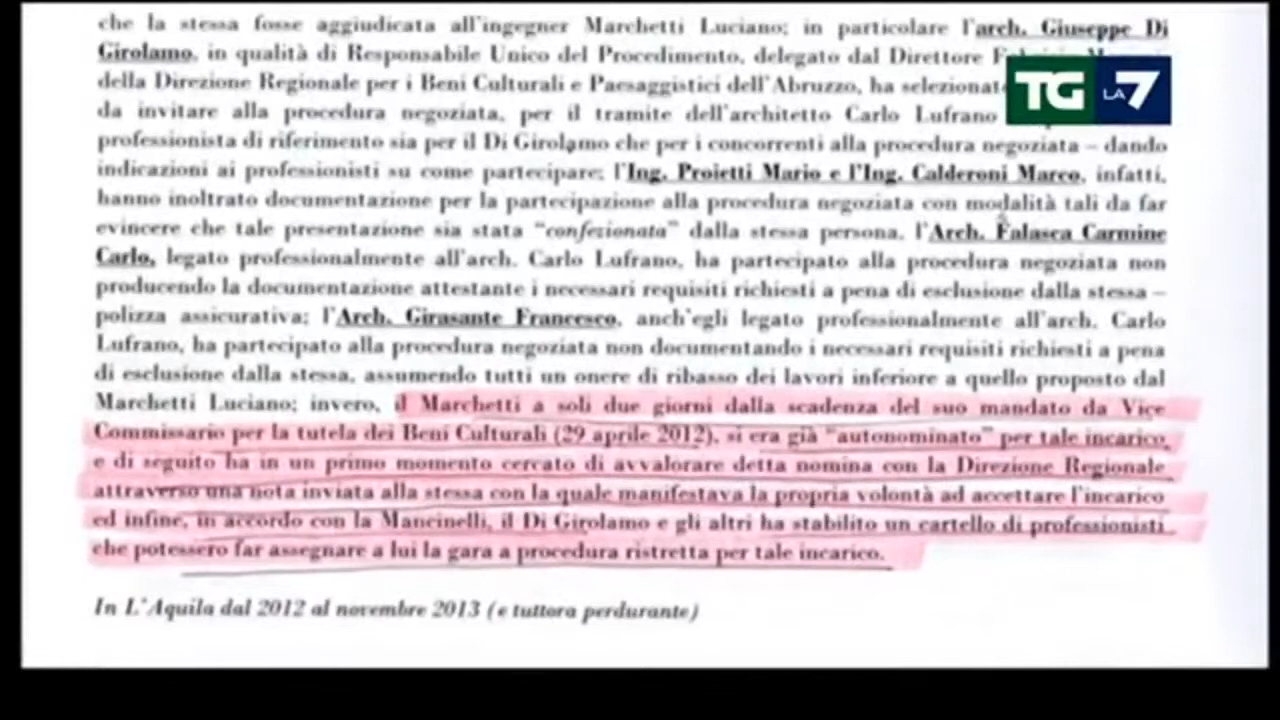 che la stessa fosse aggiudicata all'ingegner Marchetti Luciano; in particolare l'arch. Giuseppe Di
Girolamo, in qualità di Responsabile Unico del Procedimento, delegato dal Direttore
della Direzione Regionale per i Beni Culturali e Paesaggistici dell'Abruzzo, ha
da invitare alla procedura negoziata, per il tramite dell'architetto Carlo Lufrano
TG LA7
professionista di riferimento sia per il Di Girolamo che per i concorrenti alla procedura negoziata – dando
indicazioni ai professionisti su come partecipare; l'Ing. Proietti Mario e l'Ing. Calderoni Marco, infatti,
hanno inoltrato documentazione per la partecipazione alla procedura negoziata con modalità tali da far
evincere che tale presentazione sia stata "confezionata" dalla stessa persona, l'Arch. Falasca Carmine
Carlo, legato professionalmente all'arch. Carlo Lufrano, ha partecipato alla procedura negoziata non
producendo la documentazione attestante i necessari requisiti richiesti a pena di esclusione dalla stessa –
polizza assicurativa; l'Arch. Girasante Francesco, anch'egli legato professionalmente all'arch. Carlo
Lufrano, ha partecipato alla procedura negoziata non documentando i necessari requisiti richiesti a pena
di esclusione dalla stessa, assumendo tutti un onere di ribasso dei lavori inferiore a quello proposto dal
Marchetti Luciano; invero, il Marchetti a soli due giorni dalla scadenza del suo mandato da Vice
Commissario per la tutela dei Beni Culturali (29 aprile 2012), si era già "autonominato" per tale incarico,
e di seguito ha in un primo momento cercato di avvalorare detta nomina con la Direzione Regionale
attraverso una nota inviata alla stessa con la quale manifestava la propria volontà ad accettare l'incarico
ed infine, in accordo con la Mancinelli, il Di Girolamo e gli altri ha stabilito un cartello di professionisti
che potessero far assegnare a lui la gara a procedura ristretta per tale incarico.
In L'Aquila dal 2012 al novembre 2013 (e tuttora perdurante)